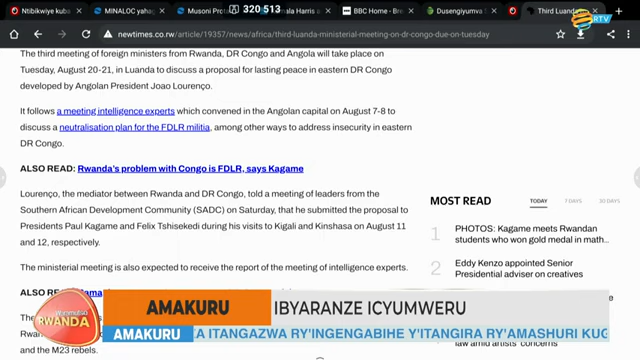 Ntibikwiye kuba
MINALOC yahag
Musoni Prot
mala Harris a
320 513
BBC Home - Bre
Dusengiyumva S
Third Luanda
RTV
newtimes.co.rw/article/19357/news/africa/third-luanda-ministerial-meeting-on-dr-congo-due-on-tuesday
The third meeting of foreign ministers from Rwanda, DR Congo and Angola will take place on
Tuesday, August 20-21, in Luanda to discuss a proposal for lasting peace in eastern DR Congo
developed by Angolan President Joao Lourenço.
It follows a meeting intelligence experts which convened in the Angolan capital on August 7-8 to
discuss a neutralisation plan for the FDLR militia, among other ways to address insecurity in eastern
DR Congo.
ALSO READ: Rwanda's problem with Congo is FDLR, says Kagame
Lourenço, the mediator between Rwanda and DR Congo, told a meeting of leaders from the
Southern African Development Community (SADC) on Saturday, that he submitted the proposal to
Presidents Paul Kagame and Felix Tshisekedi during his visits to Kigali and Kinshasa on August 11
and 12, respectively.
The ministerial meeting is also expected to receive the report of the meeting of intelligence experts.
ALSO
The
and the M23 rebels.
MOST READ
TODAY
7 DAYS
30 DAYS
1
PHOTOS: Kagame meets Rwandan
students who won gold medal in math...
2
Eddy Kenzo appointed Senior
Presidential adviser on creatives
law amid artists' concerns
RWANDA
AMAKURU
IBYARANZE ICYUMWERU
AMAKURU
A ITANGAZWA RY'INGENGABIHE Y'ITANGIRA RY'AMASHURI KUG